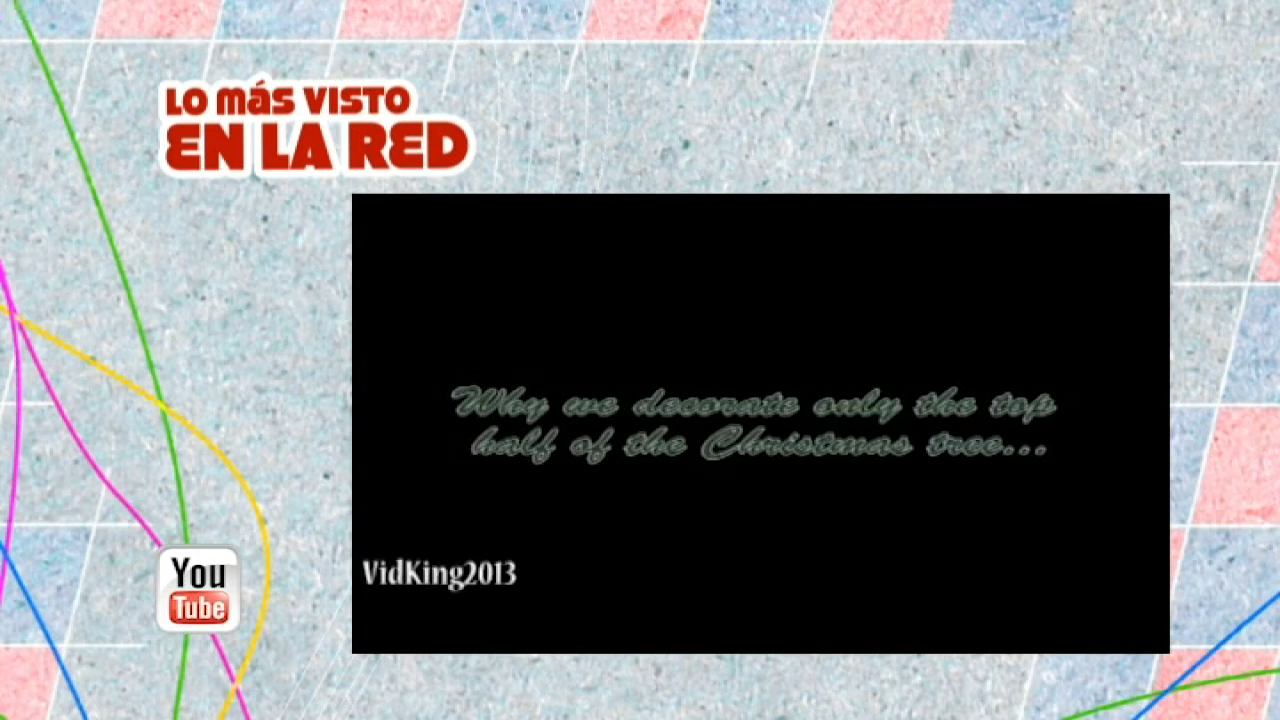 Lo más visto
en la red
Why we decorate only the top
half of the Christmas tree...
VidKing2013
You
Tube